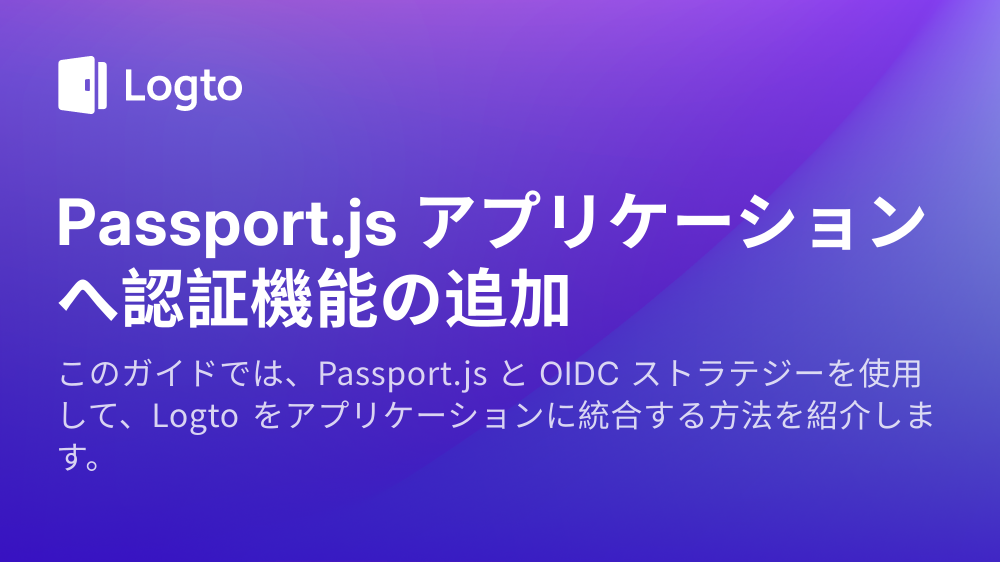 Logto
Passport.js アプリケーション
へ認証機能の追加
このガイドでは、Passport.js と OIDC ストラテジーを使用
して、Logto をアプリケーションに統合する方法を紹介しま
す。